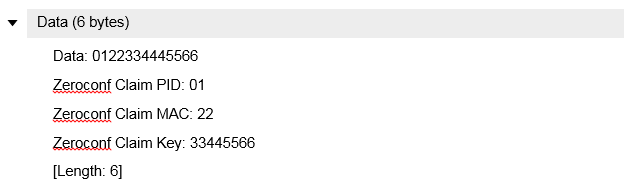 Data (6 bytes)
Data: 0122334445566
Zeroconf Claim PID: 01
Zeroconf Claim MAC: 22
Zeroconf Claim Key: 33445566
[Length: 6]